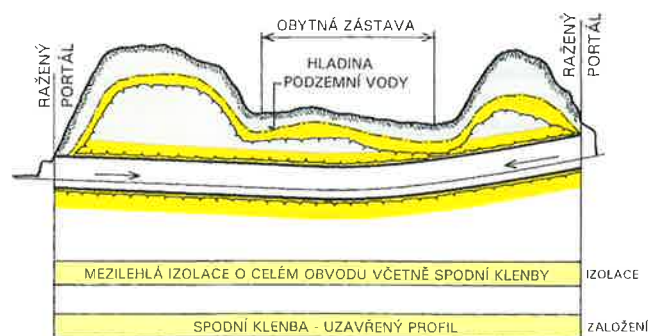 OBYTNÁ ZÁSTAVA
RAŽENÝ
PORTÁL
HLADINA
PODZEMNÍ VODY
RAŽENÝ
PORTÁL
MEZILEHLÁ IZOLACE O CELÉM OBVODU VČETNĚ SPODNÍ KLENBY
IZOLACE
SPODNÍ KLENBA - UZAVŘENÝ PROFIL
ZALOŽENÍ